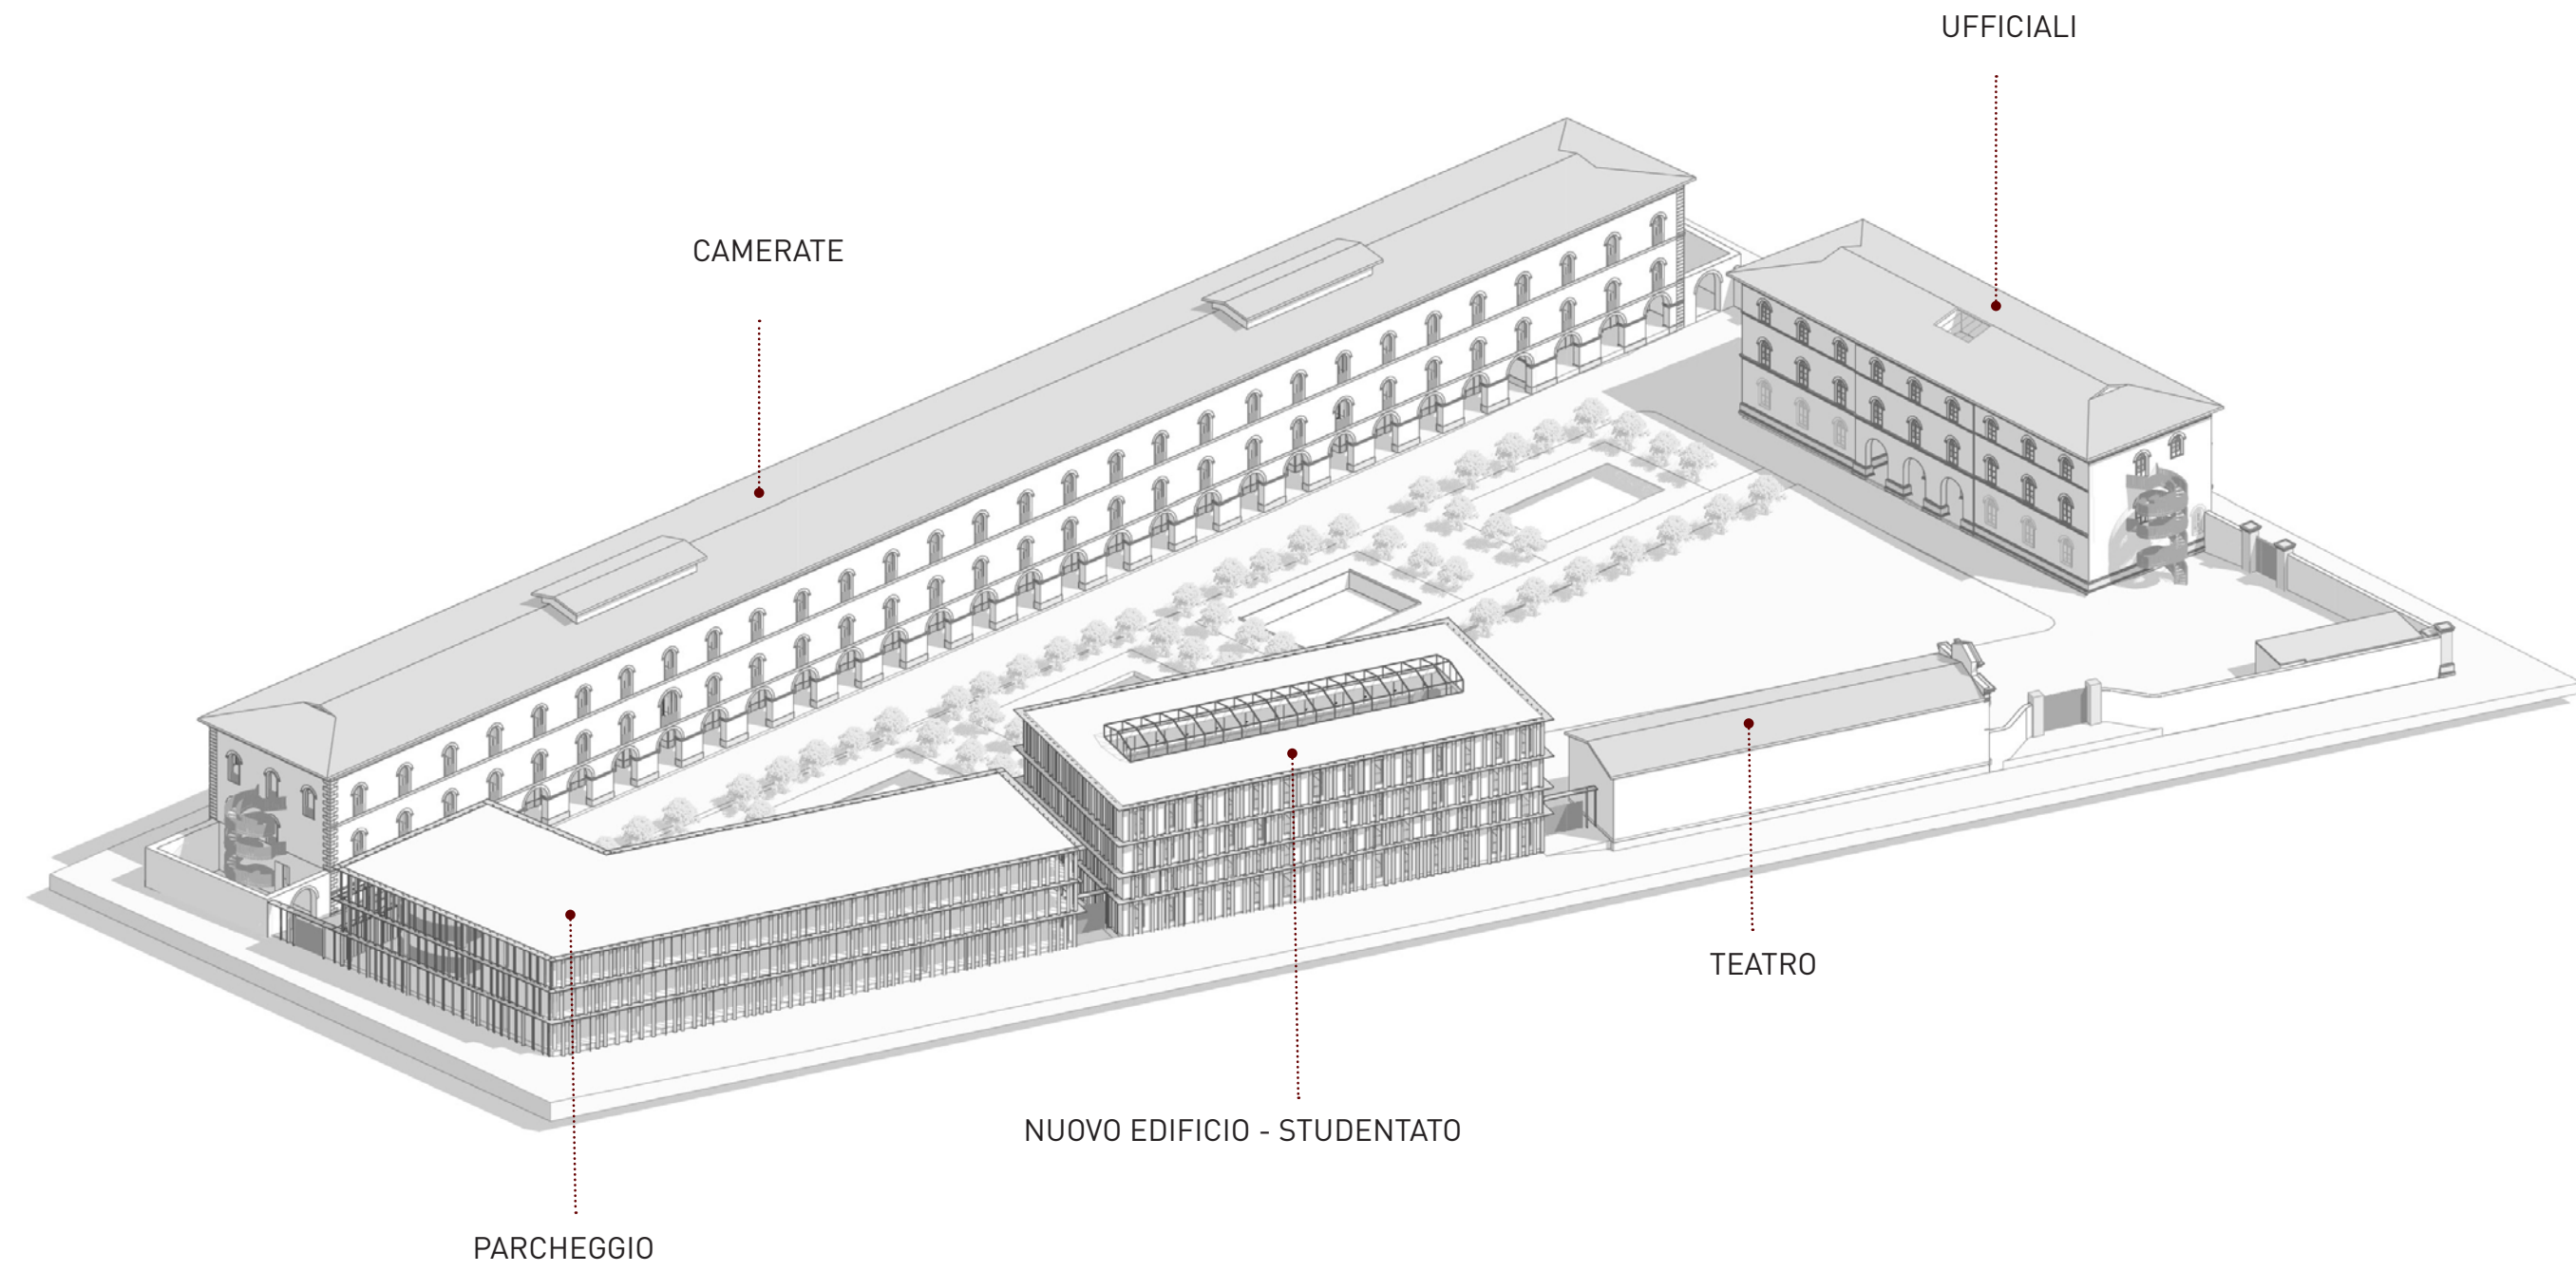 UFFICIALI
CAMERATE
TEATRO
NUOVO EDIFICIO - STUDENTATO
PARCHEGGIO